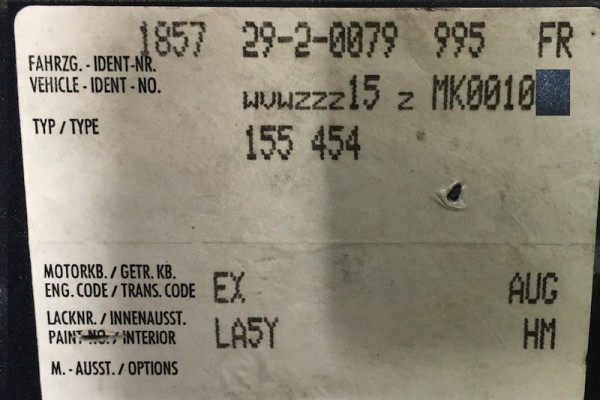 1857 29-2-0079 995 FR
FAHRZG. - IDENT-NR.
VEHICLE - IDENT - NO. WVWZZZ15 Z MK0010
TYP / TYPE 155 454
MOTORKB. / GETR. KB.
ENG. CODE / TRANS. CODE EX AUG
LACKNR. / INNENAUSST.
PAINT NO. / INTERIOR LA5Y HM
M. - AUSST. / OPTIONS